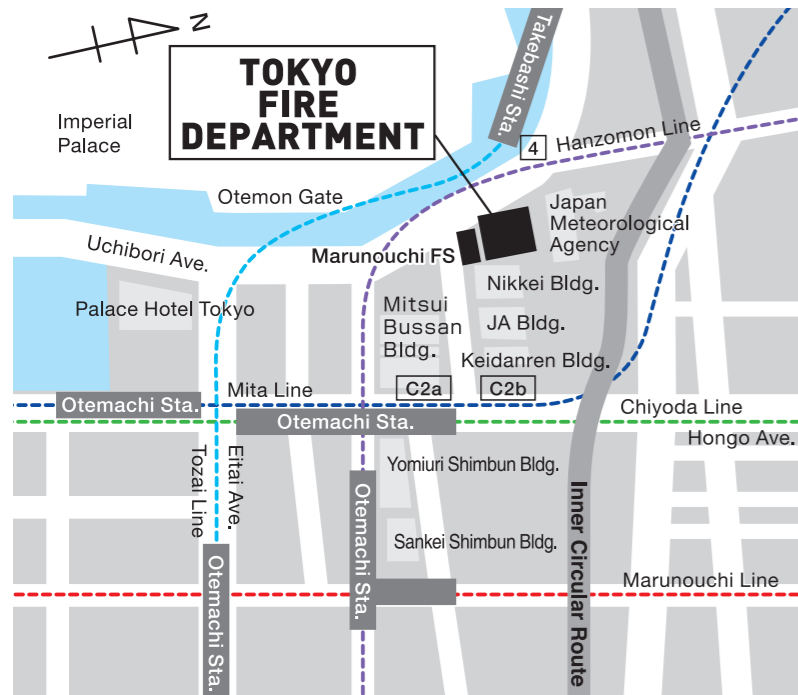 N
TOKYO
FIRE
DEPARTMENT
Takebashi Sta.
Imperial
Palace
4
Hanzomon Line
Otemon Gate
Japan
Meteorological
Agency
Uchibori Ave.
Marunouchi FS
Nikkei Bldg.
Palace Hotel Tokyo
Mitsui
Bussan
Bldg.
JA Bldg.
Keidanren Bldg.
Mita Line
C2a
C2b
Otemachi Sta.
Chiyoda Line
Otemachi Sta.
Hongo Ave.
Tozai Line
Eitai Ave.
Yomiuri Shimbun Bldg.
Otemachi Sta.
Inner Circular Route
Sankei Shimbun Bldg.
Otemachi Sta.
Marunouchi Line